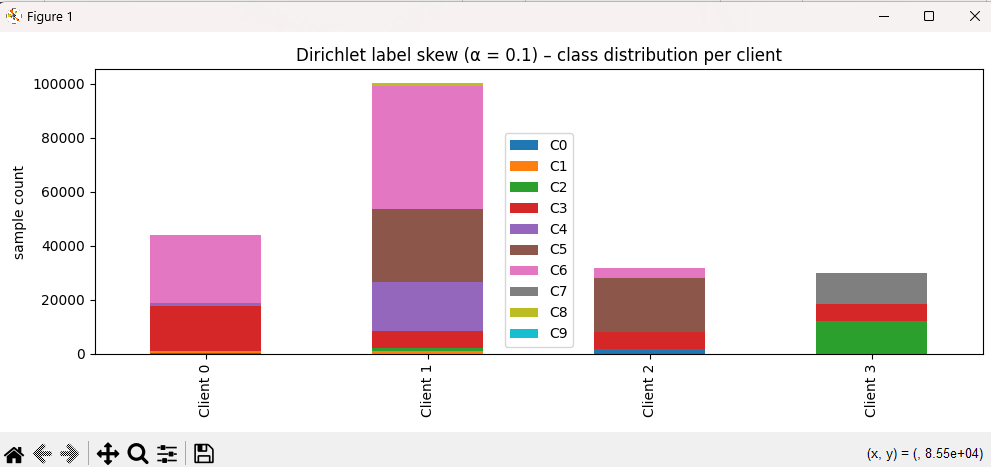 Figure 1
Dirichlet label skew (α = 0.1) – class distribution per client
sample count
100000
80000
60000
40000
20000
0
C0
C1
C2
C3
C4
C5
C6
C7
C8
C9
Client 0
Client 1
Client 2
Client 3
(x, y) = (, 8.55e+04)